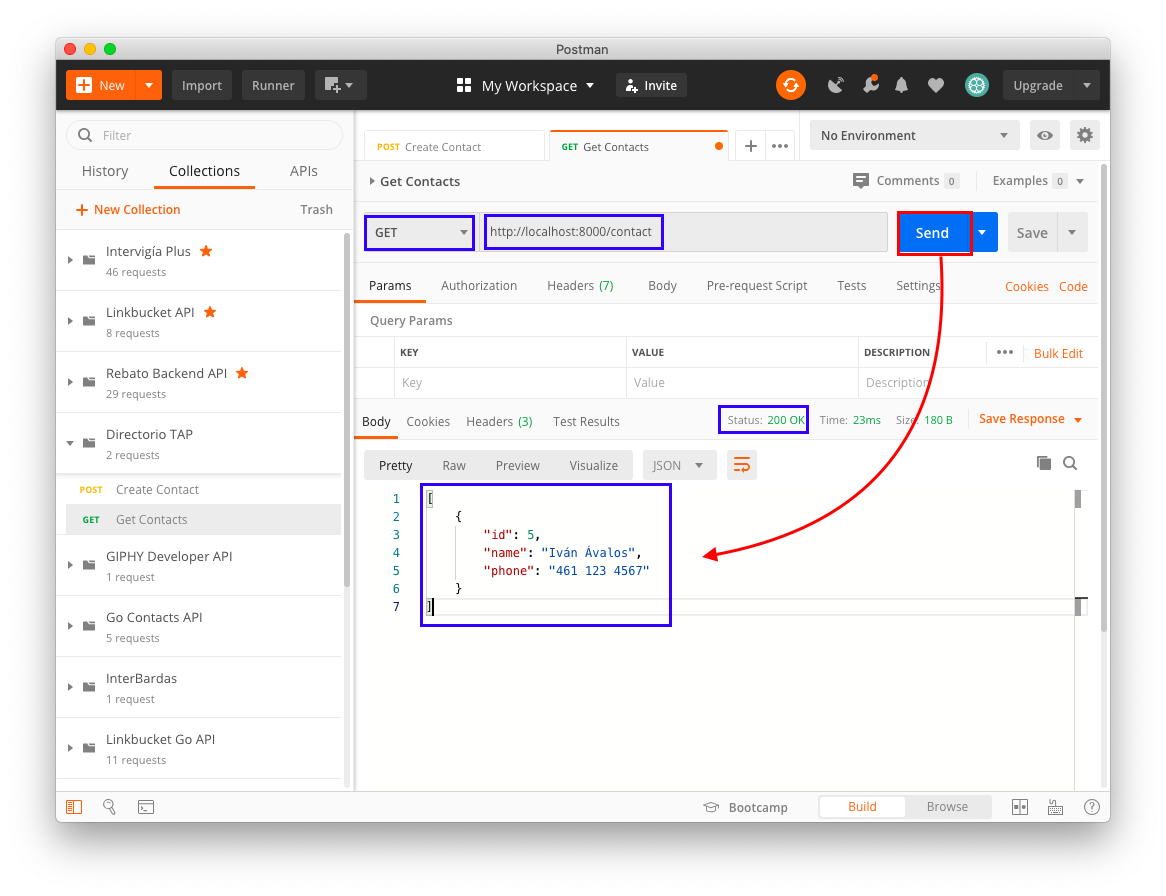 Postman
New
Import
Runner
My Workspace
Invite
Upgrade
Filter
History Collections APIs
New Collection Trash
Intervigía Plus
46 requests
Linkbucket API
8 requests
Rebato Backend API
29 requests
Directorio TAP
2 requests
POST Create Contact
GET Get Contacts
GIPHY Developer API
1 request
Go Contacts API
5 requests
InterBardas
1 request
Linkbucket Go API
11 requests
POST Create Contact
GET Get Contacts
No Environment
Get Contacts
Comments 0
Examples 0
GET
http://localhost:8000/contact
Send
Save
Params Authorization Headers (7) Body Pre-request Script Tests Settings Cookies Code
Query Params
KEY VALUE DESCRIPTION ••• Bulk Edit
Key Value Description
Body Cookies Headers (3) Test Results Status: 200 OK Time: 23ms Size: 180 B Save Response
Pretty Raw Preview Visualize JSON
1 [
2 {
3 "id": 5,
4 "name": "Iván Ávalos",
5 "phone": "461 123 4567"
6 }
7 ]
Bootcamp Build Browse